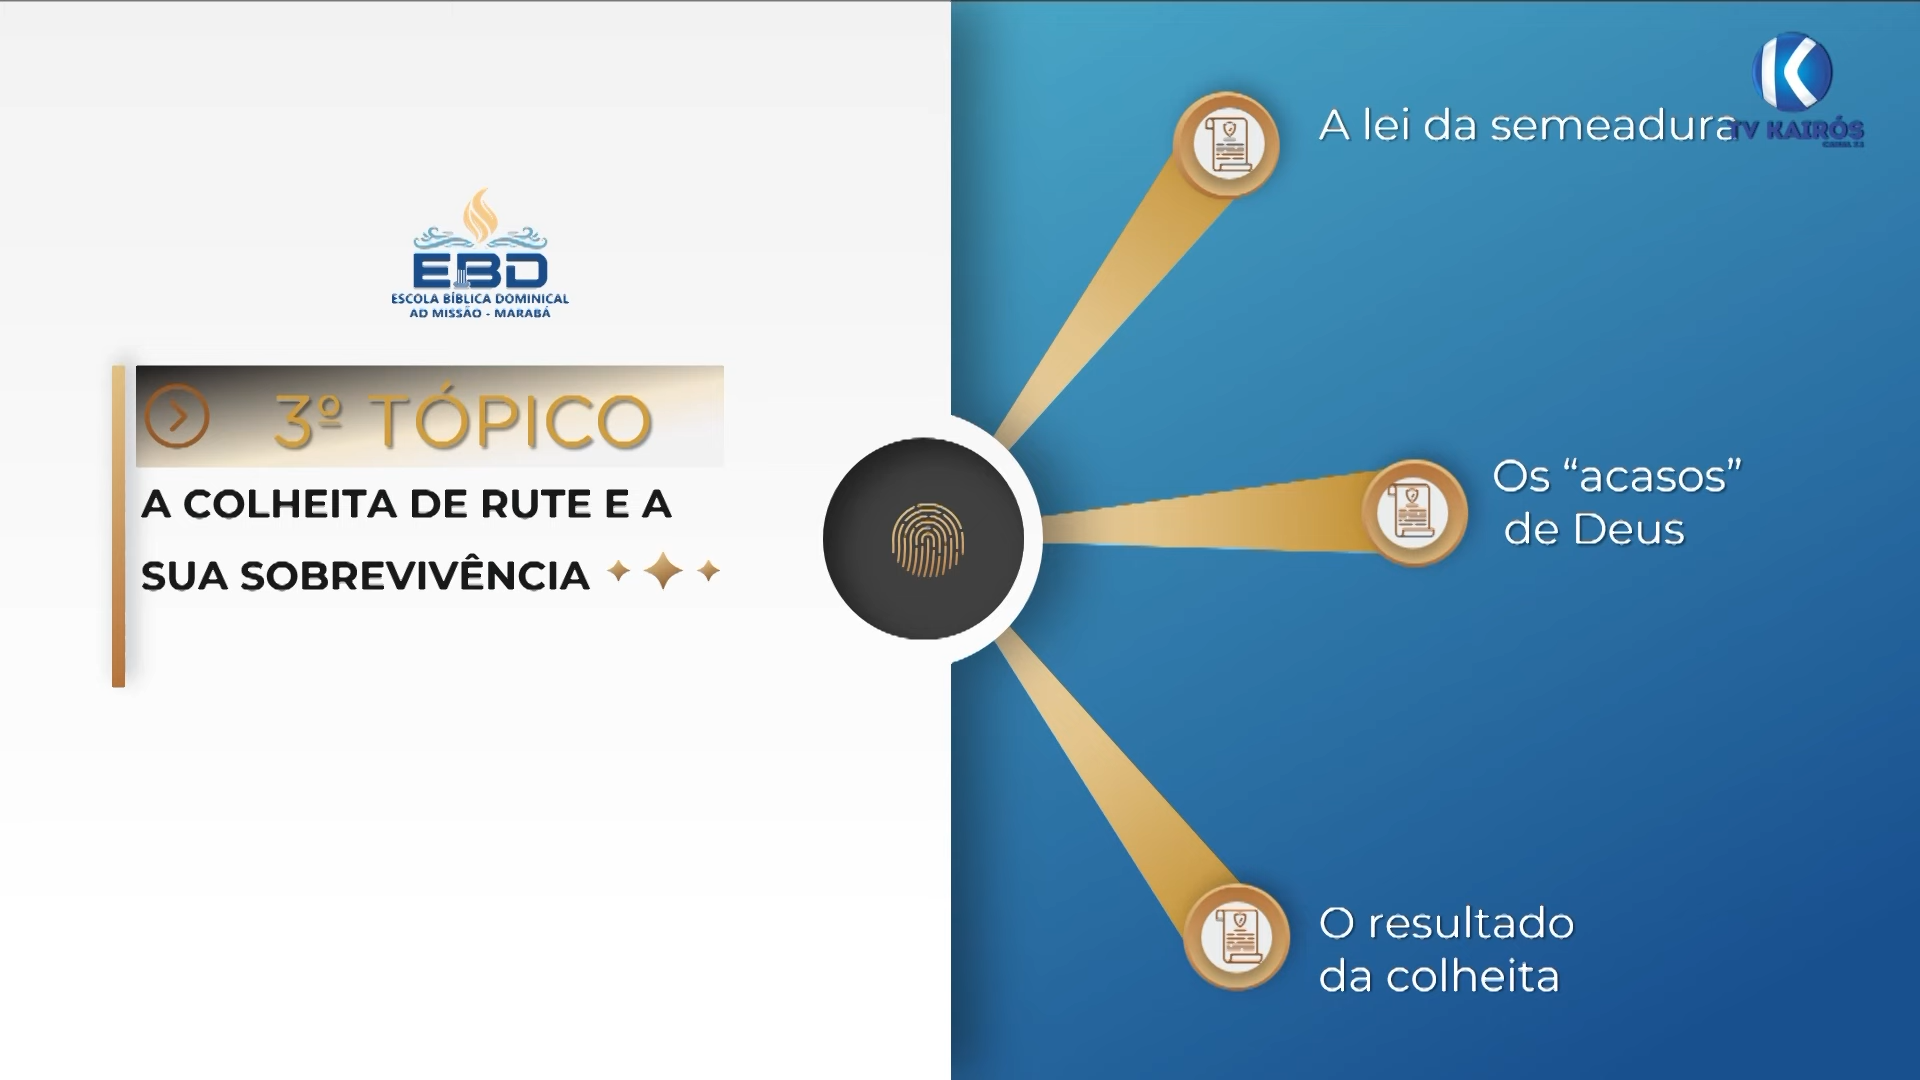 EBD
ESCOLA BÍBLICA DOMINICAL
AD MISSÃO - MARABÁ
3º TÓPICO
A COLHEITA DE RUTE E A
SUA SOBREVIVÊNCIA
A lei da semeadura
TV KAIRÓS
Os “acasos”
de Deus
O resultado
da colheita